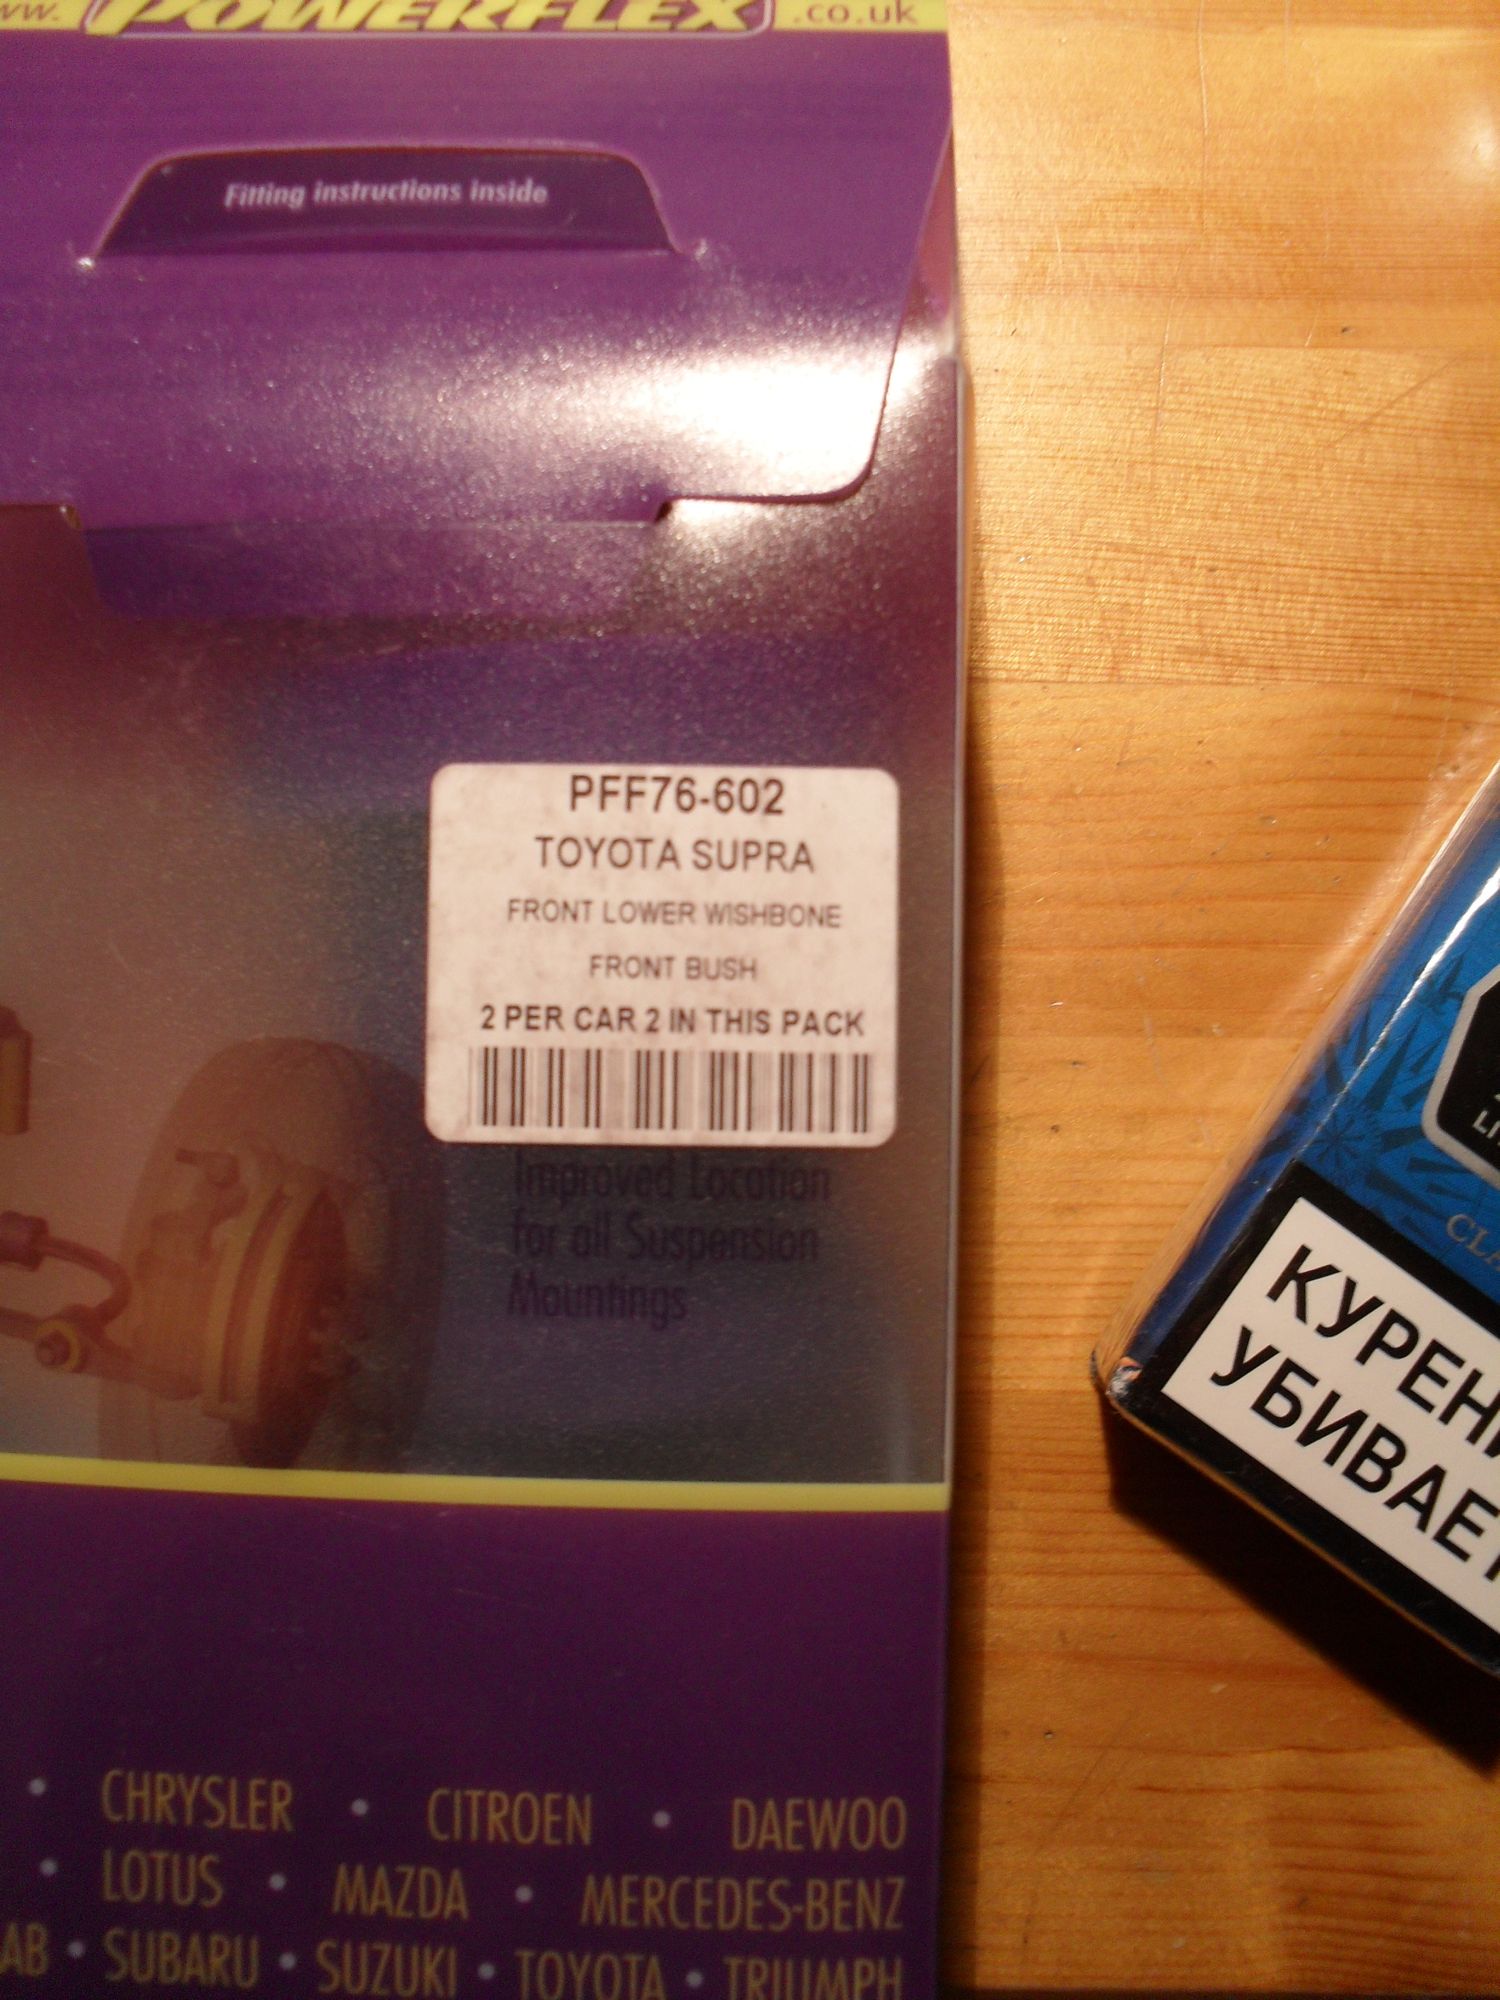 POWERFLEX .co.uk
Fitting instructions inside
PFF76-602
TOYOTA SUPRA
FRONT LOWER WISHBONE
FRONT BUSH
2 PER CAR 2 IN THIS PACK
Improved Location
for all Suspension
Mountings
• CHRYSLER • CITROEN • DAEWOO
• LOTUS • MAZDA • MERCEDES-BENZ
AB • SUBARU • SUZUKI • TOYOTA • TRIUMPH
КУРЕНИ
УБИВАЕ